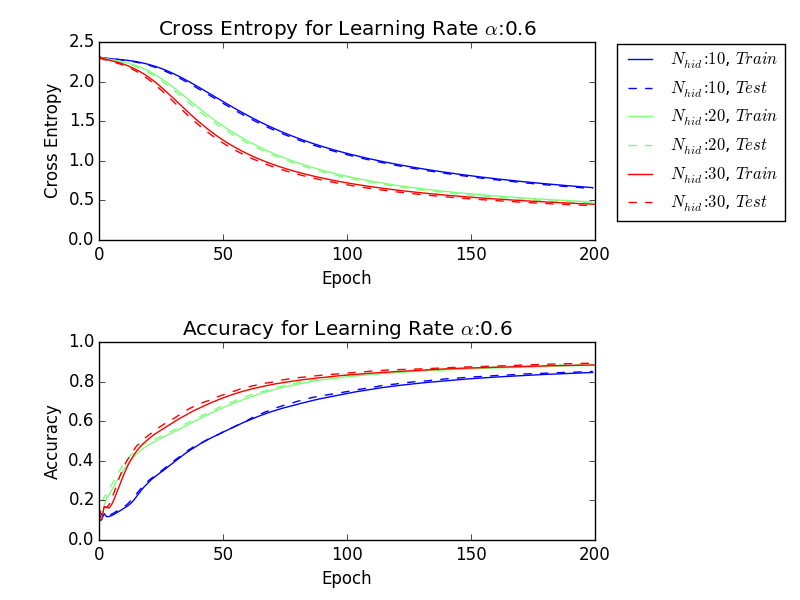 Cross Entropy for Learning Rate α:0.6
2.5
2.0
1.5
1.0
0.5
0.0
Cross Entropy
0 50 100 150 200
Epoch
N_hid:10, Train
N_hid:10, Test
N_hid:20, Train
N_hid:20, Test
N_hid:30, Train
N_hid:30, Test
Accuracy for Learning Rate α:0.6
1.0
0.8
0.6
0.4
0.2
0.0
Accuracy
0 50 100 150 200
Epoch